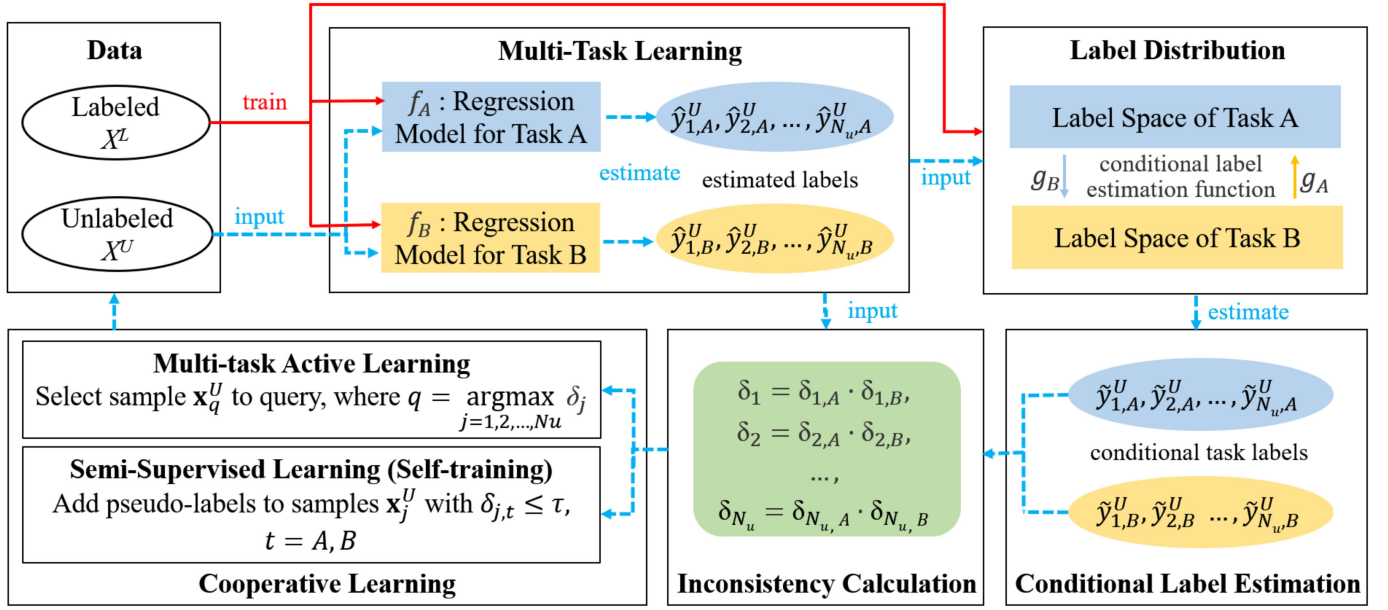 Data
Labeled
X^L
Unlabeled
X^U
train
input
Multi-Task Learning
f_A : Regression
Model for Task A
ŷ^U_{1,A}, ŷ^U_{2,A}, …, ŷ^U_{N_u,A}
estimate
estimated labels
f_B : Regression
Model for Task B
ŷ^U_{1,B}, ŷ^U_{2,B}, …, ŷ^U_{N_u,B}
input
Label Distribution
Label Space of Task A
g_B
conditional label
estimation function
g_A
Label Space of Task B
input
estimate
Multi-task Active Learning
Select sample x^U_q to query, where q = argmax δ_j
j=1,2,…,Nu
Semi-Supervised Learning (Self-training)
Add pseudo-labels to samples x^U_j with δ_{j,t} ≤ τ,
t = A, B
Cooperative Learning
δ_1 = δ_{1,A} · δ_{1,B},
δ_2 = δ_{2,A} · δ_{2,B},
…,
δ_{N_u} = δ_{N_u, A} · δ_{N_u, B}
Inconsistency Calculation
ỹ^U_{1,A}, ỹ^U_{2,A}, …, ỹ^U_{N_u,A}
conditional task labels
ỹ^U_{1,B}, ỹ^U_{2,B} …, ỹ^U_{N_u,B}
Conditional Label Estimation